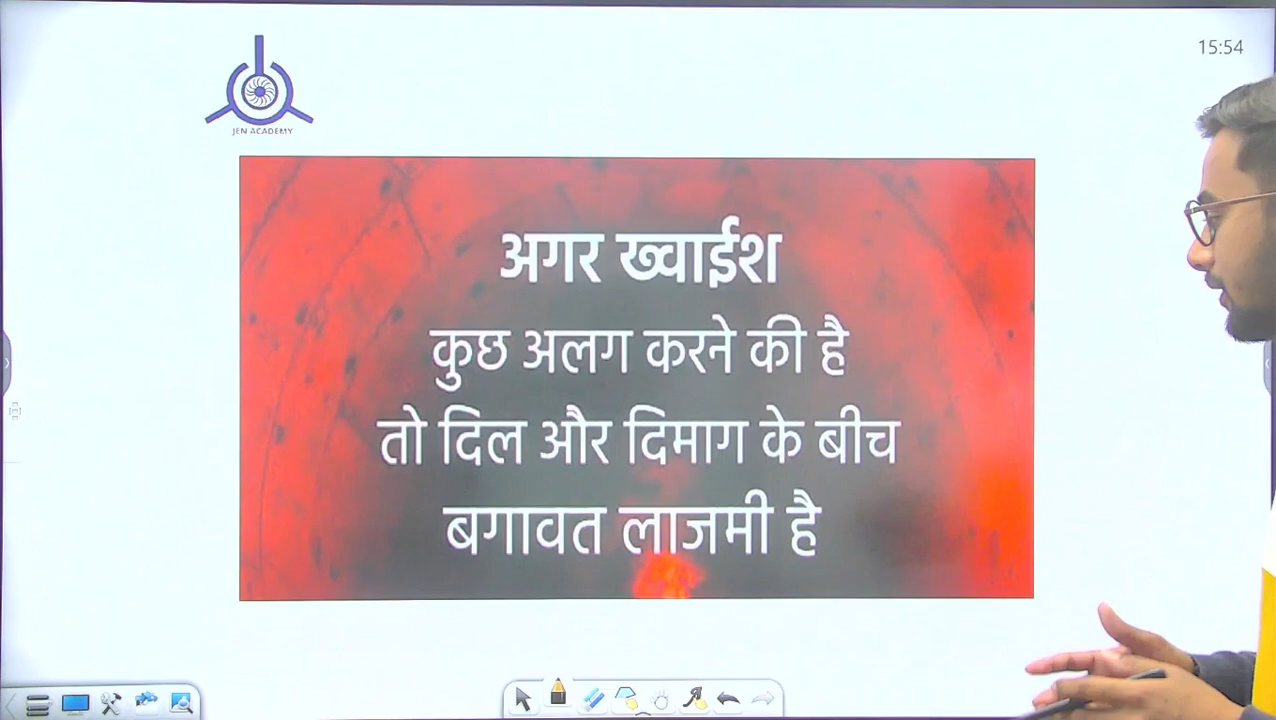 15:54
JEN ACADEMY
अगर ख्वाईश
कुछ अलग करने की है
तो दिल और दिमाग के बीच
बगावत लाजमी है